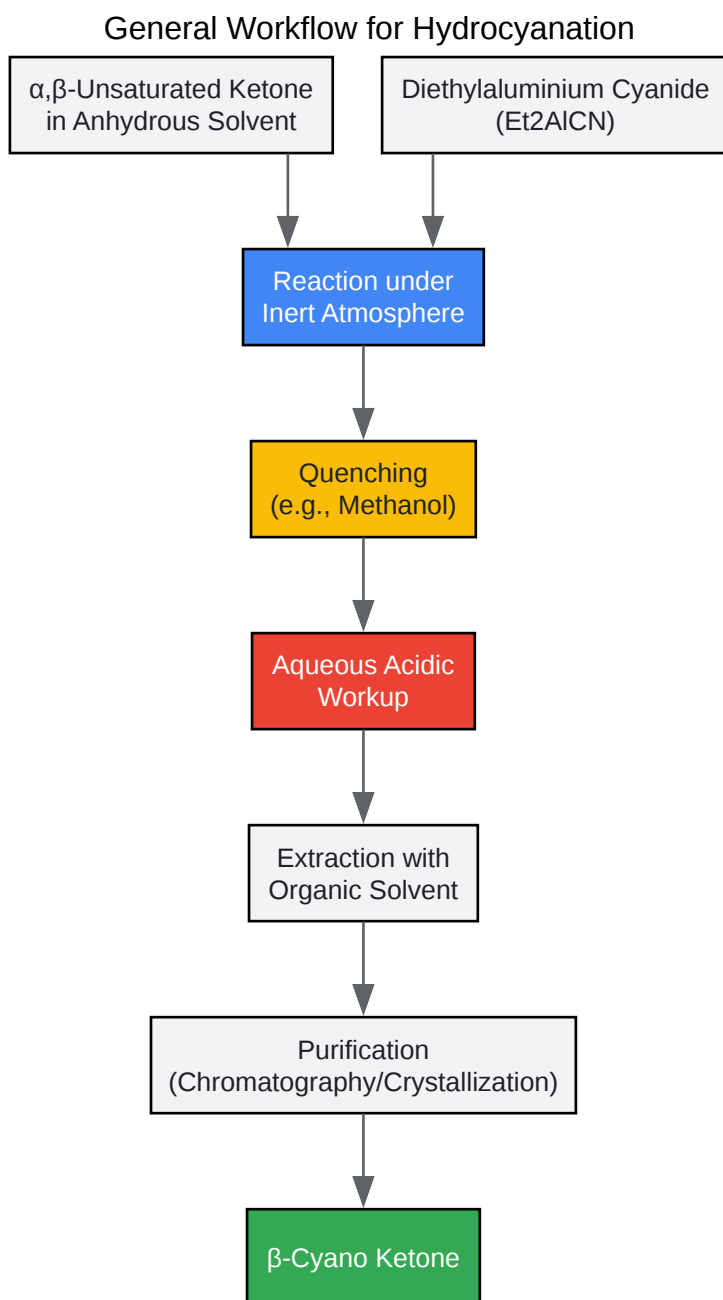 General Workflow for Hydrocyanation
α,β-Unsaturated Ketone
in Anhydrous Solvent
Diethylaluminium Cyanide
(Et2AlCN)
Reaction under
Inert Atmosphere
Quenching
(e.g., Methanol)
Aqueous Acidic
Workup
Extraction with
Organic Solvent
Purification
(Chromatography/Crystallization)
β-Cyano Ketone